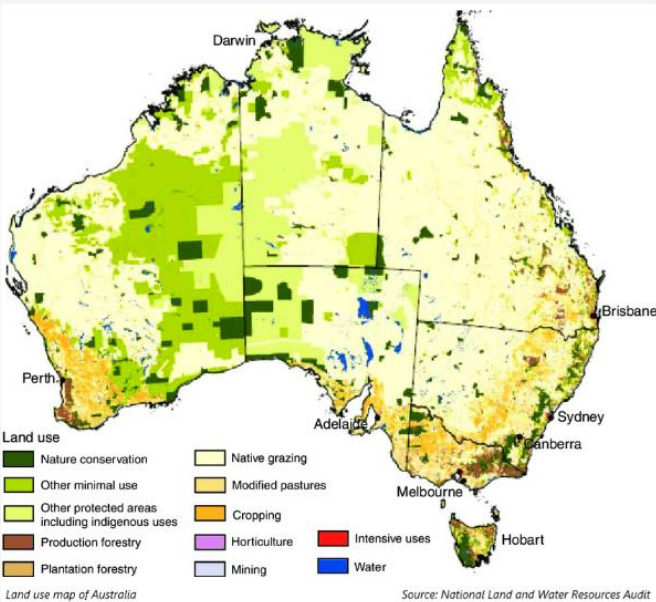 Darwin
Brisbane
Perth
Adelaide
Sydney
Canberra
Melbourne
Hobart
Land use
Nature conservation
Other minimal use
Other protected areas
including indigenous uses
Production forestry
Plantation forestry
Native grazing
Modified pastures
Cropping
Horticulture
Mining
Intensive uses
Water
Land use map of Australia
Source: National Land and Water Resources Audit